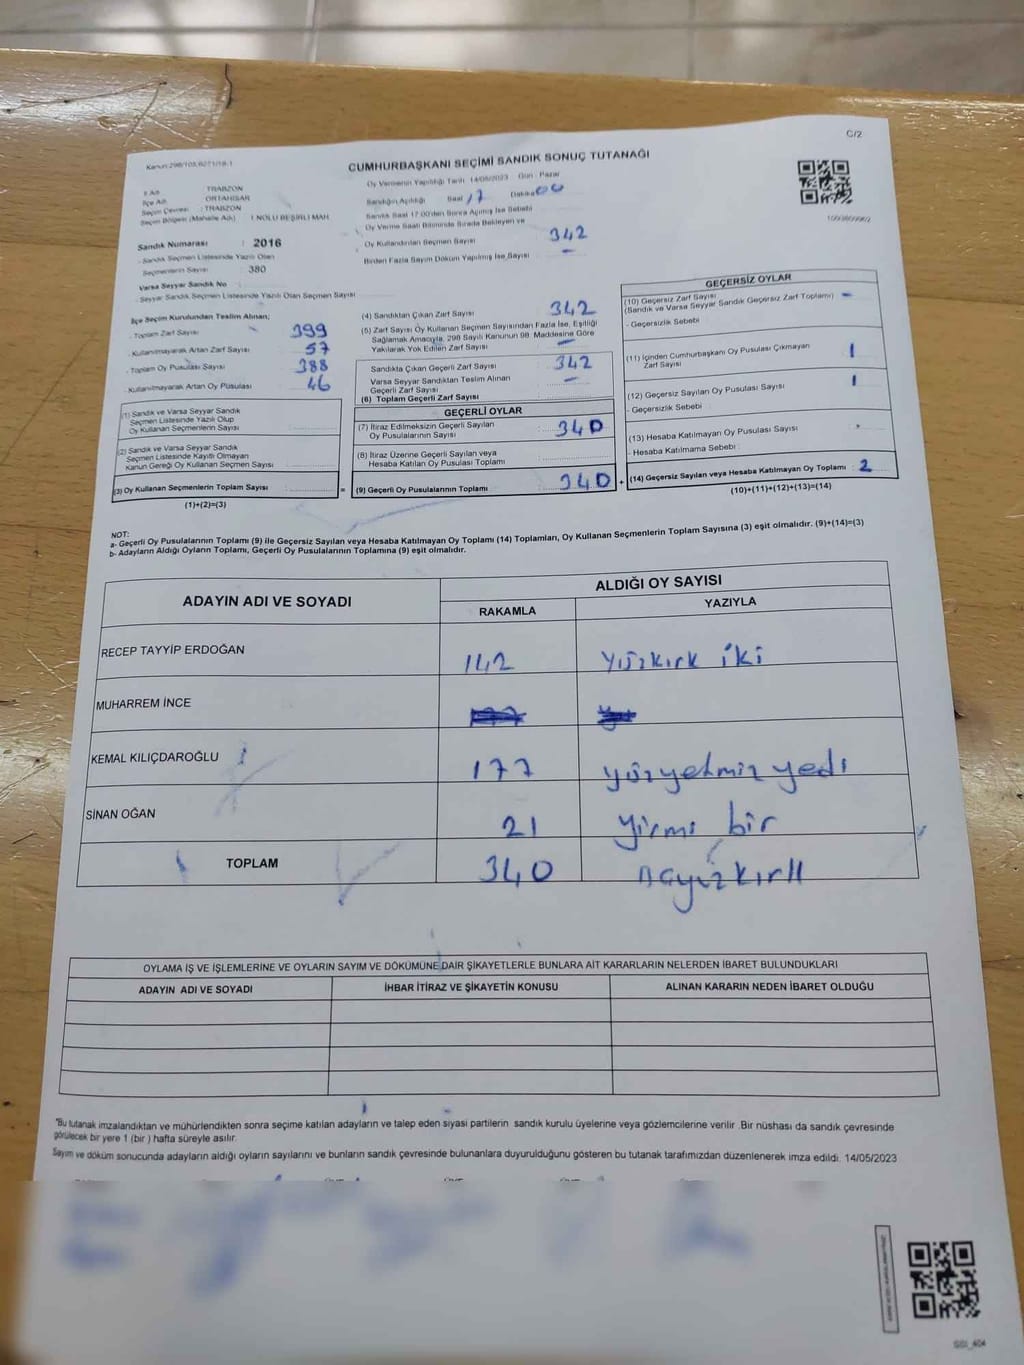 C/2
Kanun:298/105,6271/18-1
CUMHURBAŞKANI SEÇİMİ SANDIK SONUÇ TUTANAĞI
İl Adı : TRABZON
İlçe Adı : ORTAHİSAR
Seçim Çevresi : TRABZON
Seçim Bölgesi (Mahalle Adı) : 1 NOLU BEŞİRLİ MAH.
Sandık Numarası : 2016
Sandık Seçmen Listesinde Yazılı Olan
Seçmenlerin Sayısı : 380
Varsa Seyyar Sandık No
Seyyar Sandık Seçmen Listesinde Yazılı Olan Seçmen Sayısı
Oy Vermenin Yapıldığı Tarih 14/05/2023 Gün : Pazar
Sandığın Açıldığı Saat 17 Dakika 00
Sandık Saat 17.00'den Sonra Açılmış İse Sebebi
Oy Verme Saati Bitiminde Sırada Bekleyen ve
Oy Kullandırılan Seçmen Sayısı 342
Birden Fazla Sayım Döküm Yapılmış İse Sayısı –
İlçe Seçim Kurulundan Teslim Alınan;
Toplam Zarf Sayısı 399
Kullanılmayarak Artan Zarf Sayısı 57
Toplam Oy Pusulası Sayısı 388
Kullanılmayarak Artan Oy Pusulası 46
(1) Sandık ve Varsa Seyyar Sandık
Seçmen Listesinde Yazılı Olup
Oy Kullanan Seçmenlerin Sayısı
(2) Sandık ve Varsa Seyyar Sandık
Seçmen Listesinde Kayıtlı Olmayan
Kanun Gereği Oy Kullanan Seçmen Sayısı
(3) Oy Kullanan Seçmenlerin Toplam Sayısı =
(1)+(2)=(3)
(4) Sandıktan Çıkan Zarf Sayısı 342
(5) Zarf Sayısı Oy Kullanan Seçmen Sayısından Fazla İse, Eşitliği
Sağlamak Amacıyla, 298 Sayılı Kanunun 98. Maddesine Göre
Yakılarak Yok Edilen Zarf Sayısı –
Sandıkta Çıkan Geçerli Zarf Sayısı 342
Varsa Seyyar Sandıktan Teslim Alınan
Geçerli Zarf Sayısı –
(6) Toplam Geçerli Zarf Sayısı
GEÇERLİ OYLAR
(7) İtiraz Edilmeksizin Geçerli Sayılan
Oy Pusulalarının Sayısı 340
(8) İtiraz Üzerine Geçerli Sayılan veya
Hesaba Katılan Oy Pusulası Toplamı
(9) Geçerli Oy Pusulalarının Toplamı 340 +
GEÇERSİZ OYLAR
(10) Geçersiz Zarf Sayısı
(Sandık ve Varsa Seyyar Sandık Geçersiz Zarf Toplamı) –
- Geçersizlik Sebebi :
(11) İçinden Cumhurbaşkanı Oy Pusulası Çıkmayan
Zarf Sayısı 1
(12) Geçersiz Sayılan Oy Pusulası Sayısı 1
- Geçersizlik Sebebi
(13) Hesaba Katılmayan Oy Pusulası Sayısı
- Hesaba Katılmama Sebebi :
(14) Geçersiz Sayılan veya Hesaba Katılmayan Oy Toplamı : 2
(10)+(11)+(12)+(13)=(14)
NOT:
a- Geçerli Oy Pusulalarının Toplamı (9) ile Geçersiz Sayılan veya Hesaba Katılmayan Oy Toplamı (14) Toplamları, Oy Kullanan Seçmenlerin Toplam Sayısına (3) eşit olmalıdır. (9)+(14)=(3)
b- Adayların Aldığı Oyların Toplamı, Geçerli Oy Pusulalarının Toplamına (9) eşit olmalıdır.
ADAYIN ADI VE SOYADI ALDIĞI OY SAYISI
RAKAMLA YAZIYLA
RECEP TAYYİP ERDOĞAN 142 yüzkırk iki
MUHARREM İNCE
KEMAL KILIÇDAROĞLU 177 yüzyetmiz yedi
SİNAN OĞAN 21 yirmi bir
TOPLAM 340
OYLAMA İŞ VE İŞLEMLERİNE VE OYLARIN SAYIM VE DÖKÜMÜNE DAİR ŞİKAYETLERLE BUNLARA AİT KARARLARIN NELERDEN İBARET BULUNDUKLARI
ADAYIN ADI VE SOYADI İHBAR İTİRAZ VE ŞİKAYETİN KONUSU ALINAN KARARIN NEDEN İBARET OLDUĞU
*Bu tutanak imzalandıktan ve mühürlendikten sonra seçime katılan adayların ve talep eden siyasi partilerin sandık kurulu üyelerine veya gözlemcilerine verilir .Bir nüshası da sandık çevresinde
görülecek bir yere 1 (bir ) hafta süreyle asılır.
Sayım ve döküm sonucunda adayların aldığı oyların sayılarını ve bunların sandık çevresinde bulunanlara duyurulduğunu gösteren bu tutanak tarafımızdan düzenlenerek imza edildi. 14/05/2023